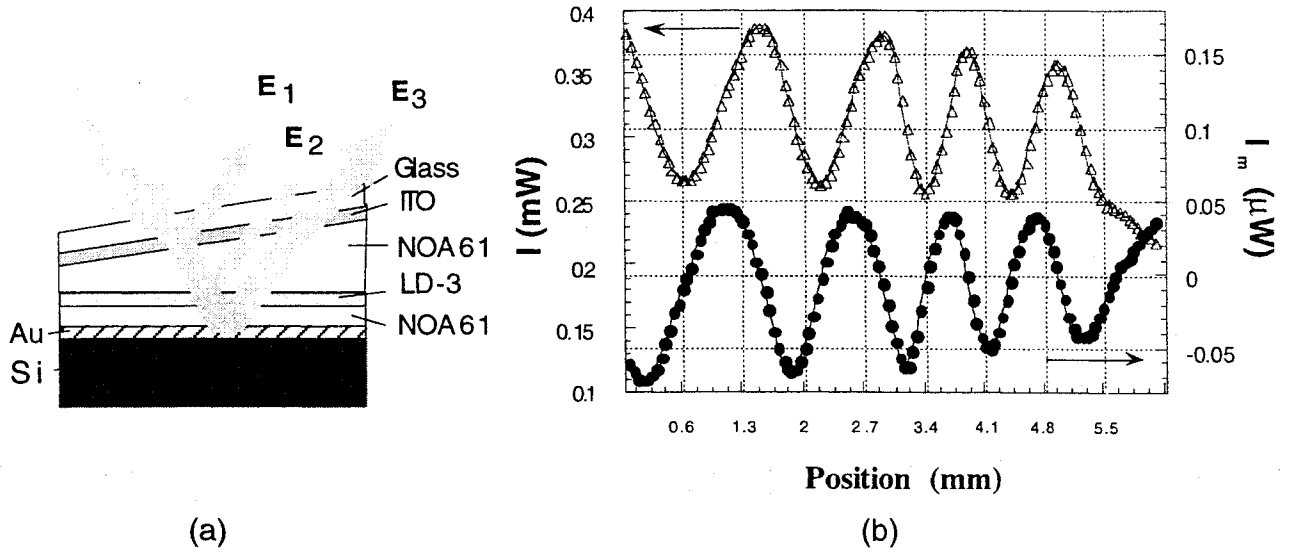 E1
E2
E3
Glass
ITO
NOA61
LD-3
NOA61
Au
Si
(a)
0.4
0.35
0.3
0.25
0.2
0.15
0.1
I (mW)
0.15
0.1
0.05
0
-0.05
I m (μW)
0.6 1.3 2 2.7 3.4 4.1 4.8 5.5
Position (mm)
(b)